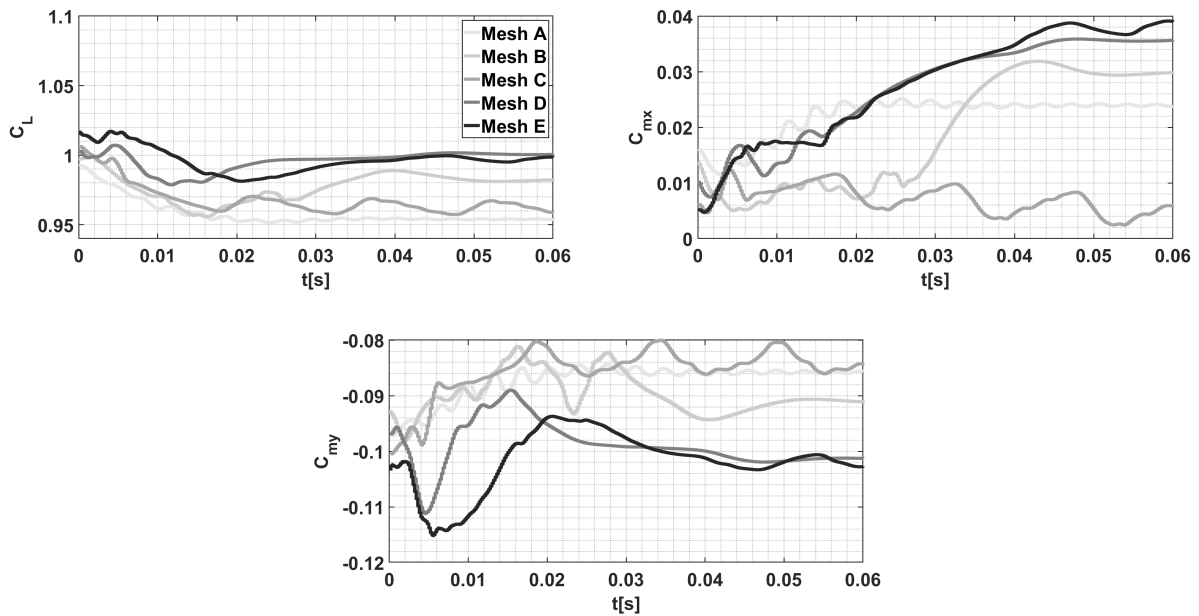 1.1
1.05
1
0.95
C_L
0 0.01 0.02 0.03 0.04 0.05 0.06
t[s]
Mesh A
Mesh B
Mesh C
Mesh D
Mesh E
0.04
0.03
0.02
0.01
0
C_mx
0 0.01 0.02 0.03 0.04 0.05 0.06
t[s]
-0.08
-0.09
-0.1
-0.11
-0.12
C_my
0 0.01 0.02 0.03 0.04 0.05 0.06
t[s]